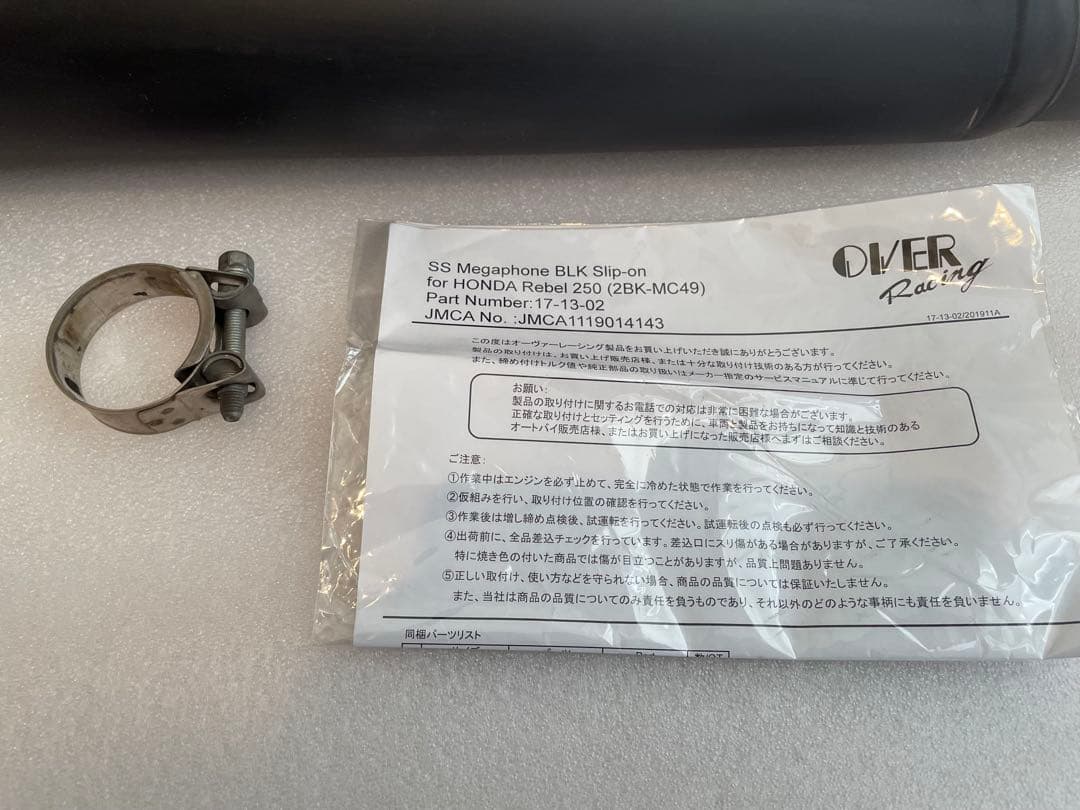 OVER
Racing
SS Megaphone BLK Slip-on
for HONDA Rebel 250 (2BK-MC49)
Part Number:17-13-02
JMCA No. :JMCA1119014143
17-13-02/201911A
この度はオーヴァーレーシング製品をお買い上げいただき誠にありがとうございます。
製品の取り付けは、お買い上げ販売店様、または十分な取り付け技術のある方が行ってください。
また、締め付けトルク値や純正部品の取り扱いはメーカー指定のサービスマニュアルに準じて行ってください。
お願い:
製品の取り付けに関するお電話での対応は非常に困難な場合がございます。
正確な取り付けとセッティングを行うために、車両と製品をお持ちになって知識と技術のある
オートバイ販売店様、またはお買い上げになった販売店様へまずはご相談ください。
ご注意:
①作業中はエンジンを必ず止めて、完全に冷めた状態で作業を行ってください。
②仮組みを行い、取り付け位置の確認を行ってください。
③作業後は増し締め点検後、試運転を行ってください。試運転後の点検も必ず行ってください。
④出荷前に、全品差込チェックを行っています。差込口にスリ傷がある場合がありますが、ご了承ください。
特に焼き色の付いた商品では傷が目立つことがありますが、品質上問題ありません。
⑤正しい取付け、使い方などを守られない場合、商品の品質については保証いたしません。
また、当社は商品の品質についてのみ責任を負うものであり、それ以外のどのような事柄にも責任を負いません。
同梱パーツリスト